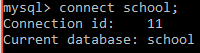 mysql> connect school;
Connection id:    11
Current database: school